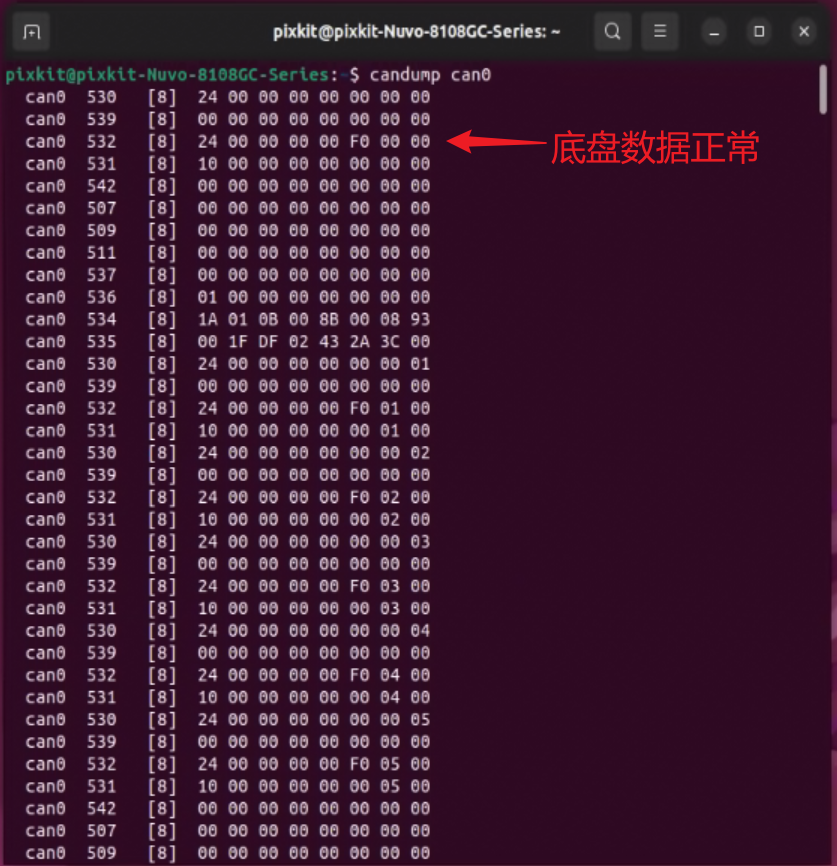 pixkit@pixkit-Nuvo-8108GC-Series: ~
pixkit@pixkit-Nuvo-8108GC-Series:~$ candump can0
can0 530 [8] 24 00 00 00 00 00 00 00
can0 539 [8] 00 00 00 00 00 00 00 00
can0 532 [8] 24 00 00 00 00 F0 00 00
底盘数据正常
can0 531 [8] 10 00 00 00 00 00 00 00
can0 542 [8] 00 00 00 00 00 00 00 00
can0 507 [8] 00 00 00 00 00 00 00 00
can0 509 [8] 00 00 00 00 00 00 00 00
can0 511 [8] 00 00 00 00 00 00 00 00
can0 537 [8] 00 00 00 00 00 00 00 00
can0 536 [8] 01 00 00 00 00 00 00 00
can0 534 [8] 1A 01 0B 00 8B 00 08 93
can0 535 [8] 00 1F DF 02 43 2A 3C 00
can0 530 [8] 24 00 00 00 00 00 00 01
can0 539 [8] 00 00 00 00 00 00 00 00
can0 532 [8] 24 00 00 00 00 F0 01 00
can0 531 [8] 10 00 00 00 00 00 01 00
can0 530 [8] 24 00 00 00 00 00 00 02
can0 539 [8] 00 00 00 00 00 00 00 00
can0 532 [8] 24 00 00 00 00 F0 02 00
can0 531 [8] 10 00 00 00 00 00 02 00
can0 530 [8] 24 00 00 00 00 00 00 03
can0 539 [8] 00 00 00 00 00 00 00 00
can0 532 [8] 24 00 00 00 00 F0 03 00
can0 531 [8] 10 00 00 00 00 00 03 00
can0 530 [8] 24 00 00 00 00 00 00 04
can0 539 [8] 00 00 00 00 00 00 00 00
can0 532 [8] 24 00 00 00 00 F0 04 00
can0 531 [8] 10 00 00 00 00 00 04 00
can0 530 [8] 24 00 00 00 00 00 00 05
can0 539 [8] 00 00 00 00 00 00 00 00
can0 532 [8] 24 00 00 00 00 F0 05 00
can0 531 [8] 10 00 00 00 00 00 05 00
can0 542 [8] 00 00 00 00 00 00 00 00
can0 507 [8] 00 00 00 00 00 00 00 00
can0 509 [8] 00 00 00 00 00 00 00 00